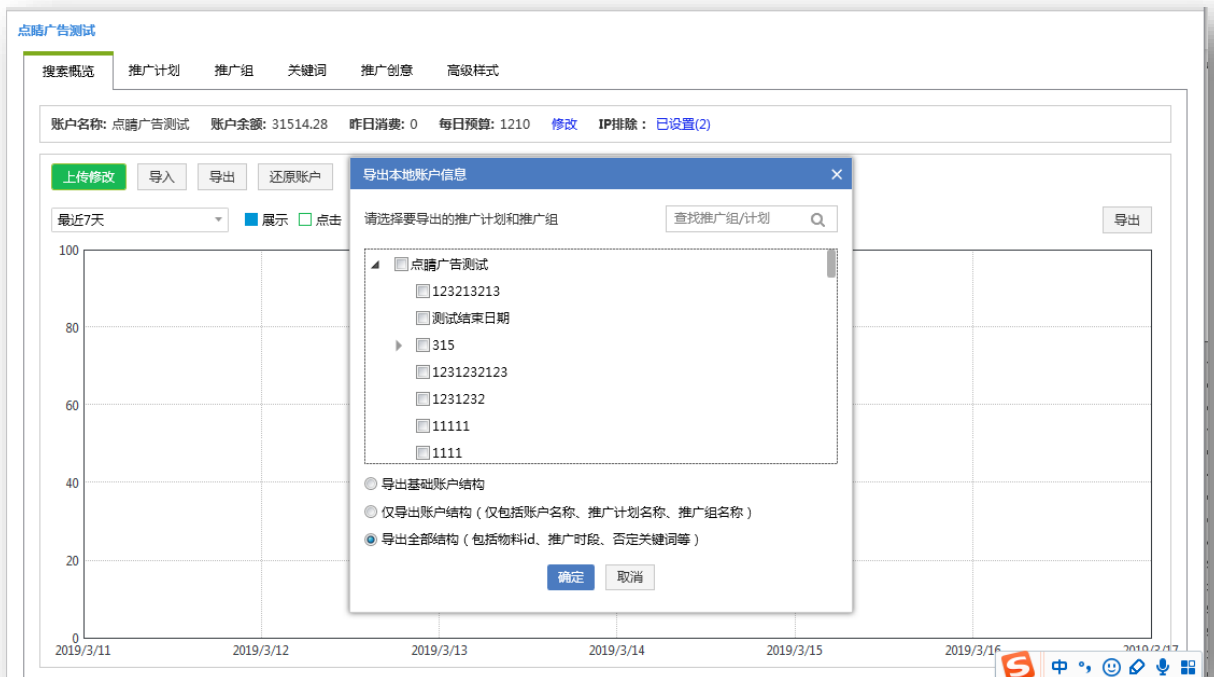 点睛广告测试
搜索概览 推广计划 推广组 关键词 推广创意 高级样式
账户名称: 点睛广告测试 账户余额: 31514.28 昨日消费: 0 每日预算: 1210 修改 IP排除： 已设置(2)
上传修改 导入 导出 还原账户
最近7天 展示 点击
导出
导出本地账户信息
请选择要导出的推广计划和推广组 查找推广组/计划
点睛广告测试
123213213
测试结束日期
315
1231232123
1231232
11111
1111
导出基础账户结构
仅导出账户结构（仅包括账户名称、推广计划名称、推广组名称）
导出全部结构（包括物料id、推广时段、否定关键词等）
确定 取消
100
80
60
40
20
0
2019/3/11 2019/3/12 2019/3/13 2019/3/14 2019/3/15 2019/3/16 2019/3/17
中